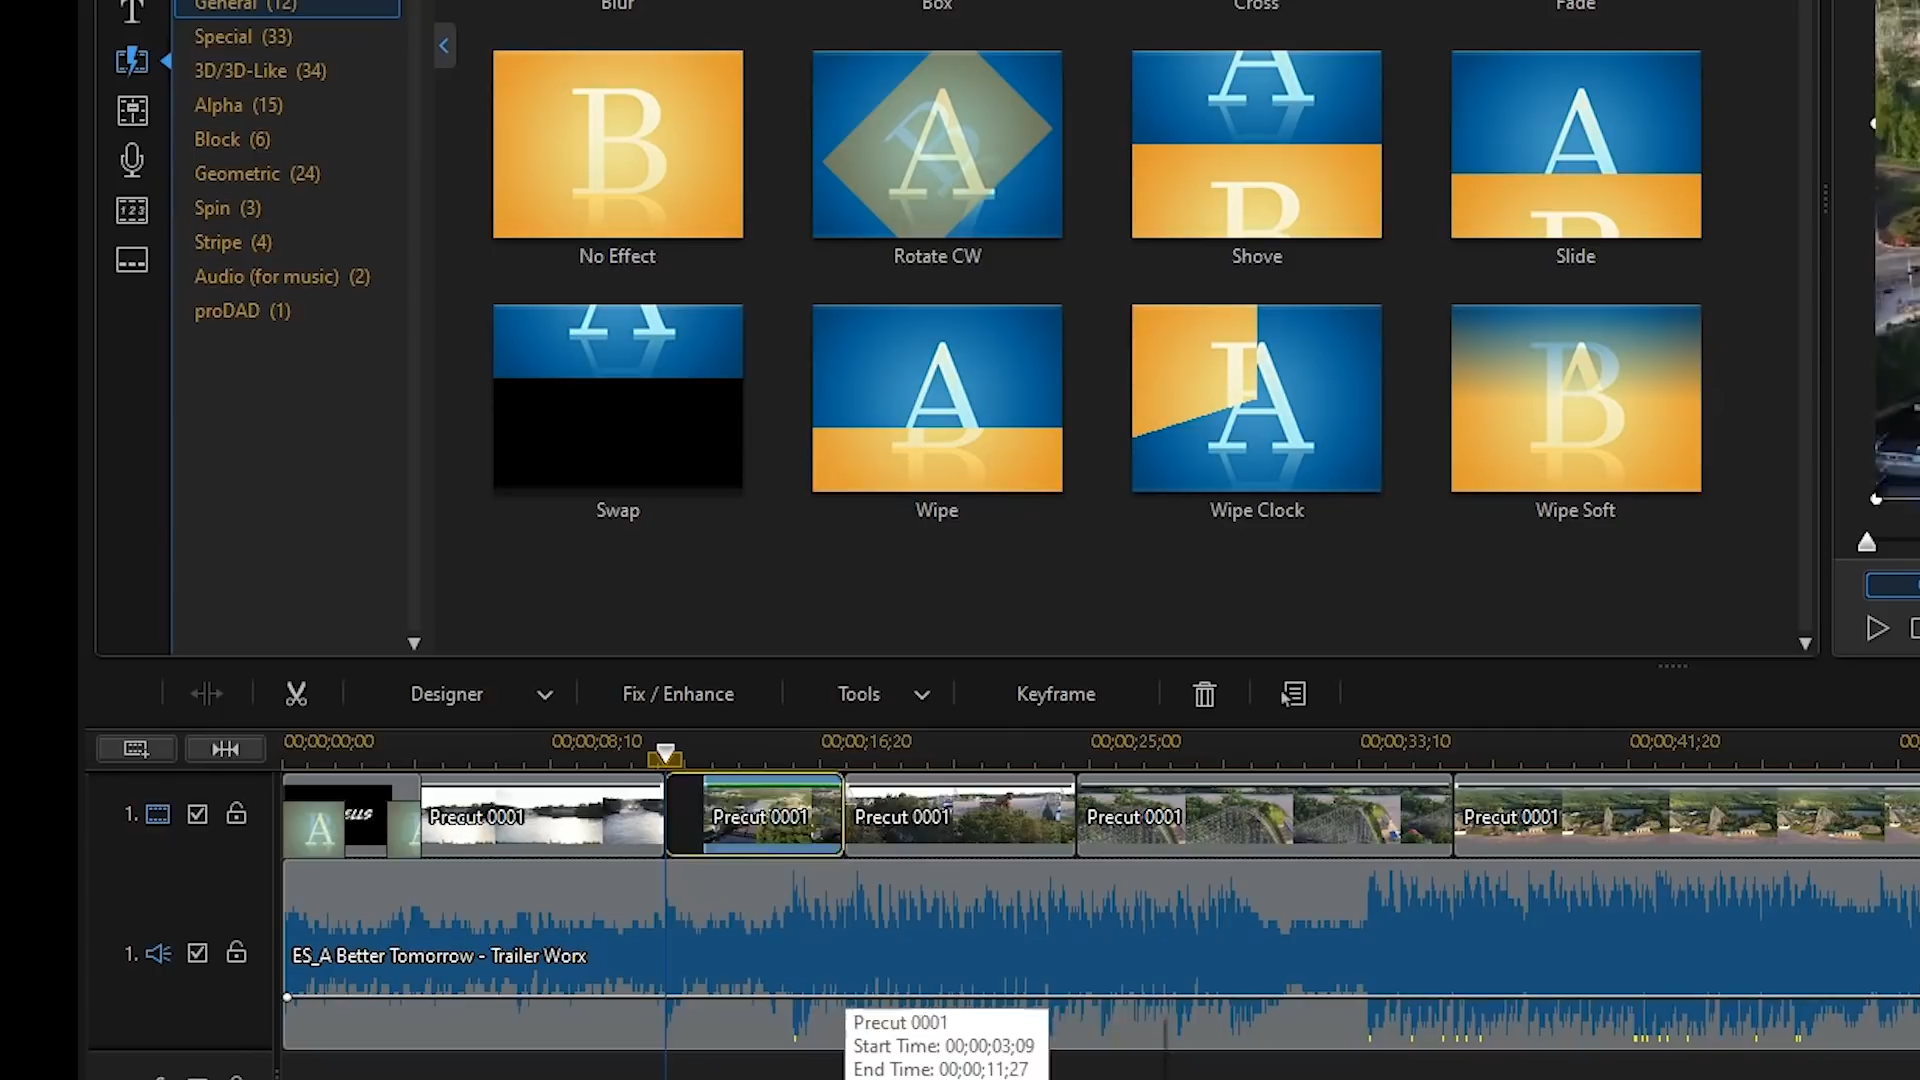 General (12)
Special (33)
3D/3D-Like (34)
Alpha (15)
Block (6)
Geometric (24)
Spin (3)
Stripe (4)
Audio (for music) (2)
proDAD (1)
Blur
Box
Cross
Fade
B
A
A
B
A
B
No Effect
Rotate CW
Shove
Slide
A
A
B
A
B
Swap
Wipe
Wipe Clock
Wipe Soft
Designer
Fix / Enhance
Tools
Keyframe
00;00;00;00
00;00;08;10
00;00;16;20
00;00;25;00
00;00;33;10
00;00;41;20
1.
A
Precut 0001
Precut 0001
Precut 0001
Precut 0001
Precut 0001
1.
ES_A Better Tomorrow - Trailer Worx
Precut 0001
Start Time: 00;00;03;09
End Time: 00;00;11;27